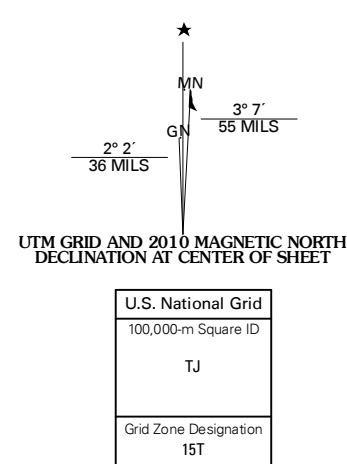 MN
3° 7´
55 MILS
GN
2° 2´
36 MILS
UTM GRID AND 2010 MAGNETIC NORTH
DECLINATION AT CENTER OF SHEET
U.S. National Grid
100,000-m Square ID
TJ
Grid Zone Designation
15T